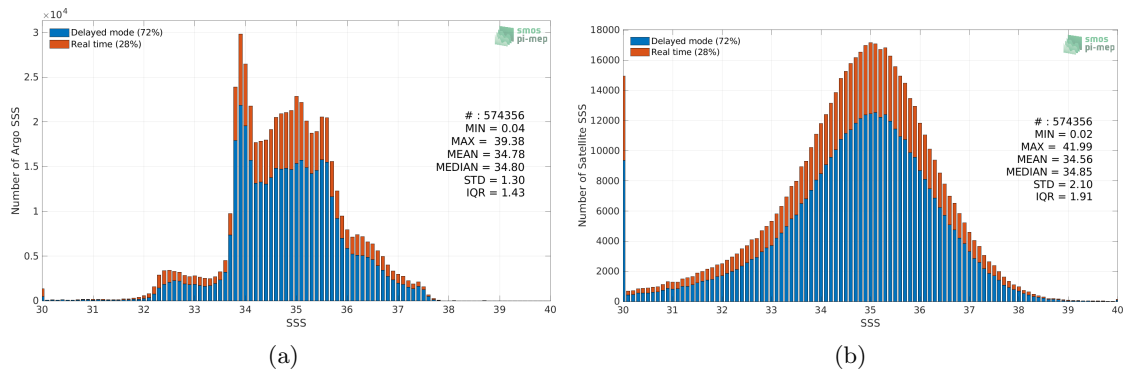 ×10⁴
3
2.5
2
1.5
1
0.5
0
Number of Argo SSS
Delayed mode (72%)
Real time (28%)
smos
pi-mep
# : 574356
MIN = 0.04
MAX = 39.38
MEAN = 34.78
MEDIAN = 34.80
STD = 1.30
IQR = 1.43
30 31 32 33 34 35 36 37 38 39 40
SSS
(a)
18000
16000
14000
12000
10000
8000
6000
4000
2000
0
Number of Satellite SSS
Delayed mode (72%)
Real time (28%)
smos
pi-mep
# : 574356
MIN = 0.02
MAX = 41.99
MEAN = 34.56
MEDIAN = 34.85
STD = 2.10
IQR = 1.91
30 31 32 33 34 35 36 37 38 39 40
SSS
(b)